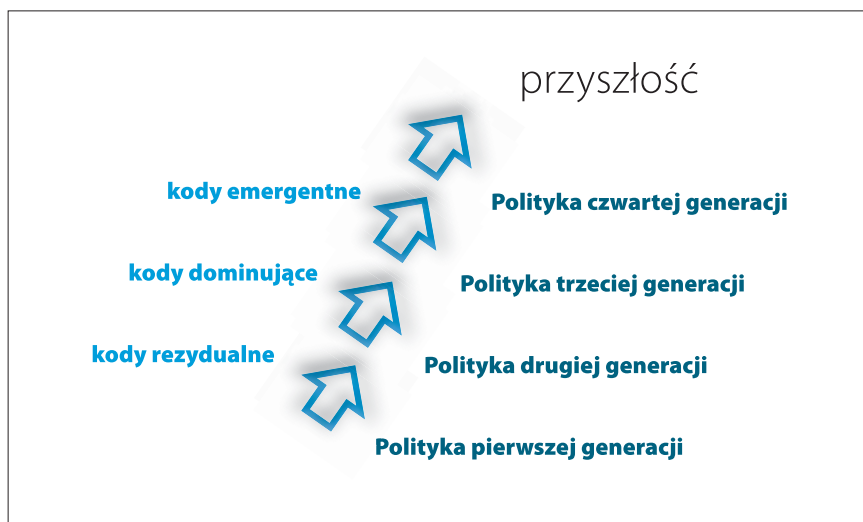 przyszłość
kody emergentne
Polityka czwartej generacji
kody dominujące
Polityka trzeciej generacji
kody rezydualne
Polityka drugiej generacji
Polityka pierwszej generacji